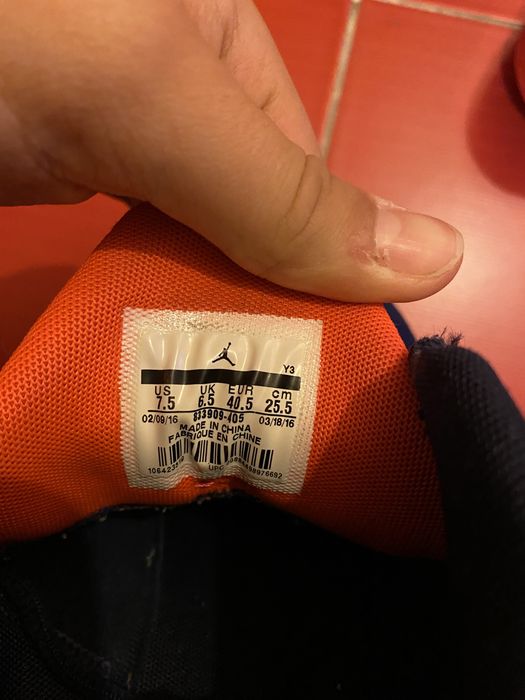 Y3
US UK EUR cm
7.5 6.5 40.5 25.5
833909-405
02/09/16 03/18/16
MADE IN CHINA
FABRIQUE EN CHINE
UPC